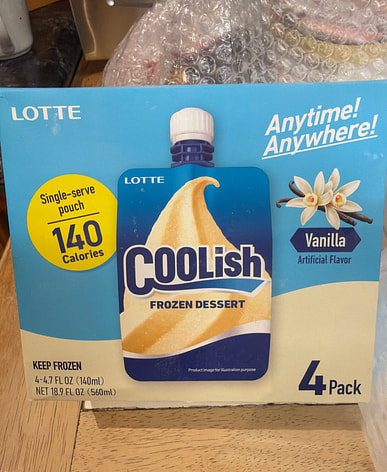 LOTTE
Anytime!
Anywhere!
Single-serve
pouch
140
Calories
LOTTE
COOLish
FROZEN DESSERT
Vanilla
Artificial Flavor
KEEP FROZEN
4-4.7 FL OZ (140ml)
NET 18.9 FL OZ (560ml)
Product image for illustration purpose
4 Pack